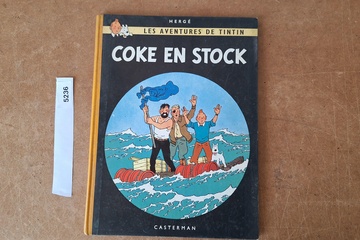 HERGÉ
LES AVENTURES DE TINTIN
COKE EN STOCK
CASTERMAN
5236